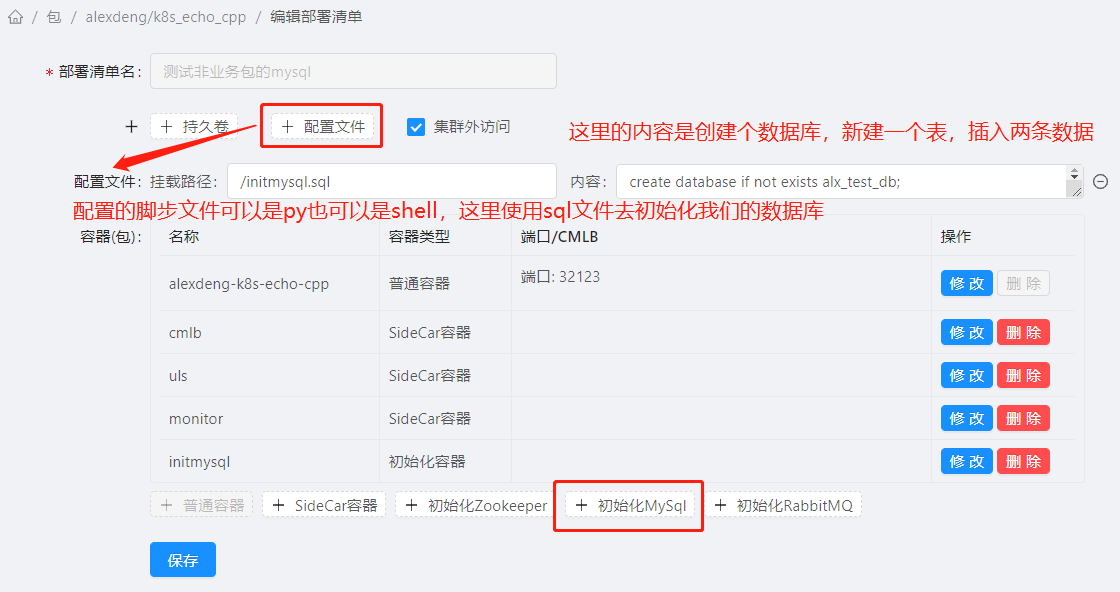 / 包 / alexdeng/k8s_echo_cpp / 编辑部署清单
* 部署清单名： 测试非业务包的mysql
+ + 持久卷 + 配置文件 集群外访问
这里的内容是创建个数据库，新建一个表，插入两条数据
配置文件： 挂载路径： /initmysql.sql 内容： create database if not exists alx_test_db;
配置的脚步文件可以是py也可以是shell，这里使用sql文件去初始化我们的数据库
容器(包)： 名称 容器类型 端口/CMLB 操作
alexdeng-k8s-echo-cpp 普通容器 端口: 32123 修 改 删 除
cmlb SideCar容器 修 改 删 除
uls SideCar容器 修 改 删 除
monitor SideCar容器 修 改 删 除
initmysql 初始化容器 修 改 删 除
+ 普通容器 + SideCar容器 + 初始化Zookeeper + 初始化MySql + 初始化RabbitMQ
保存